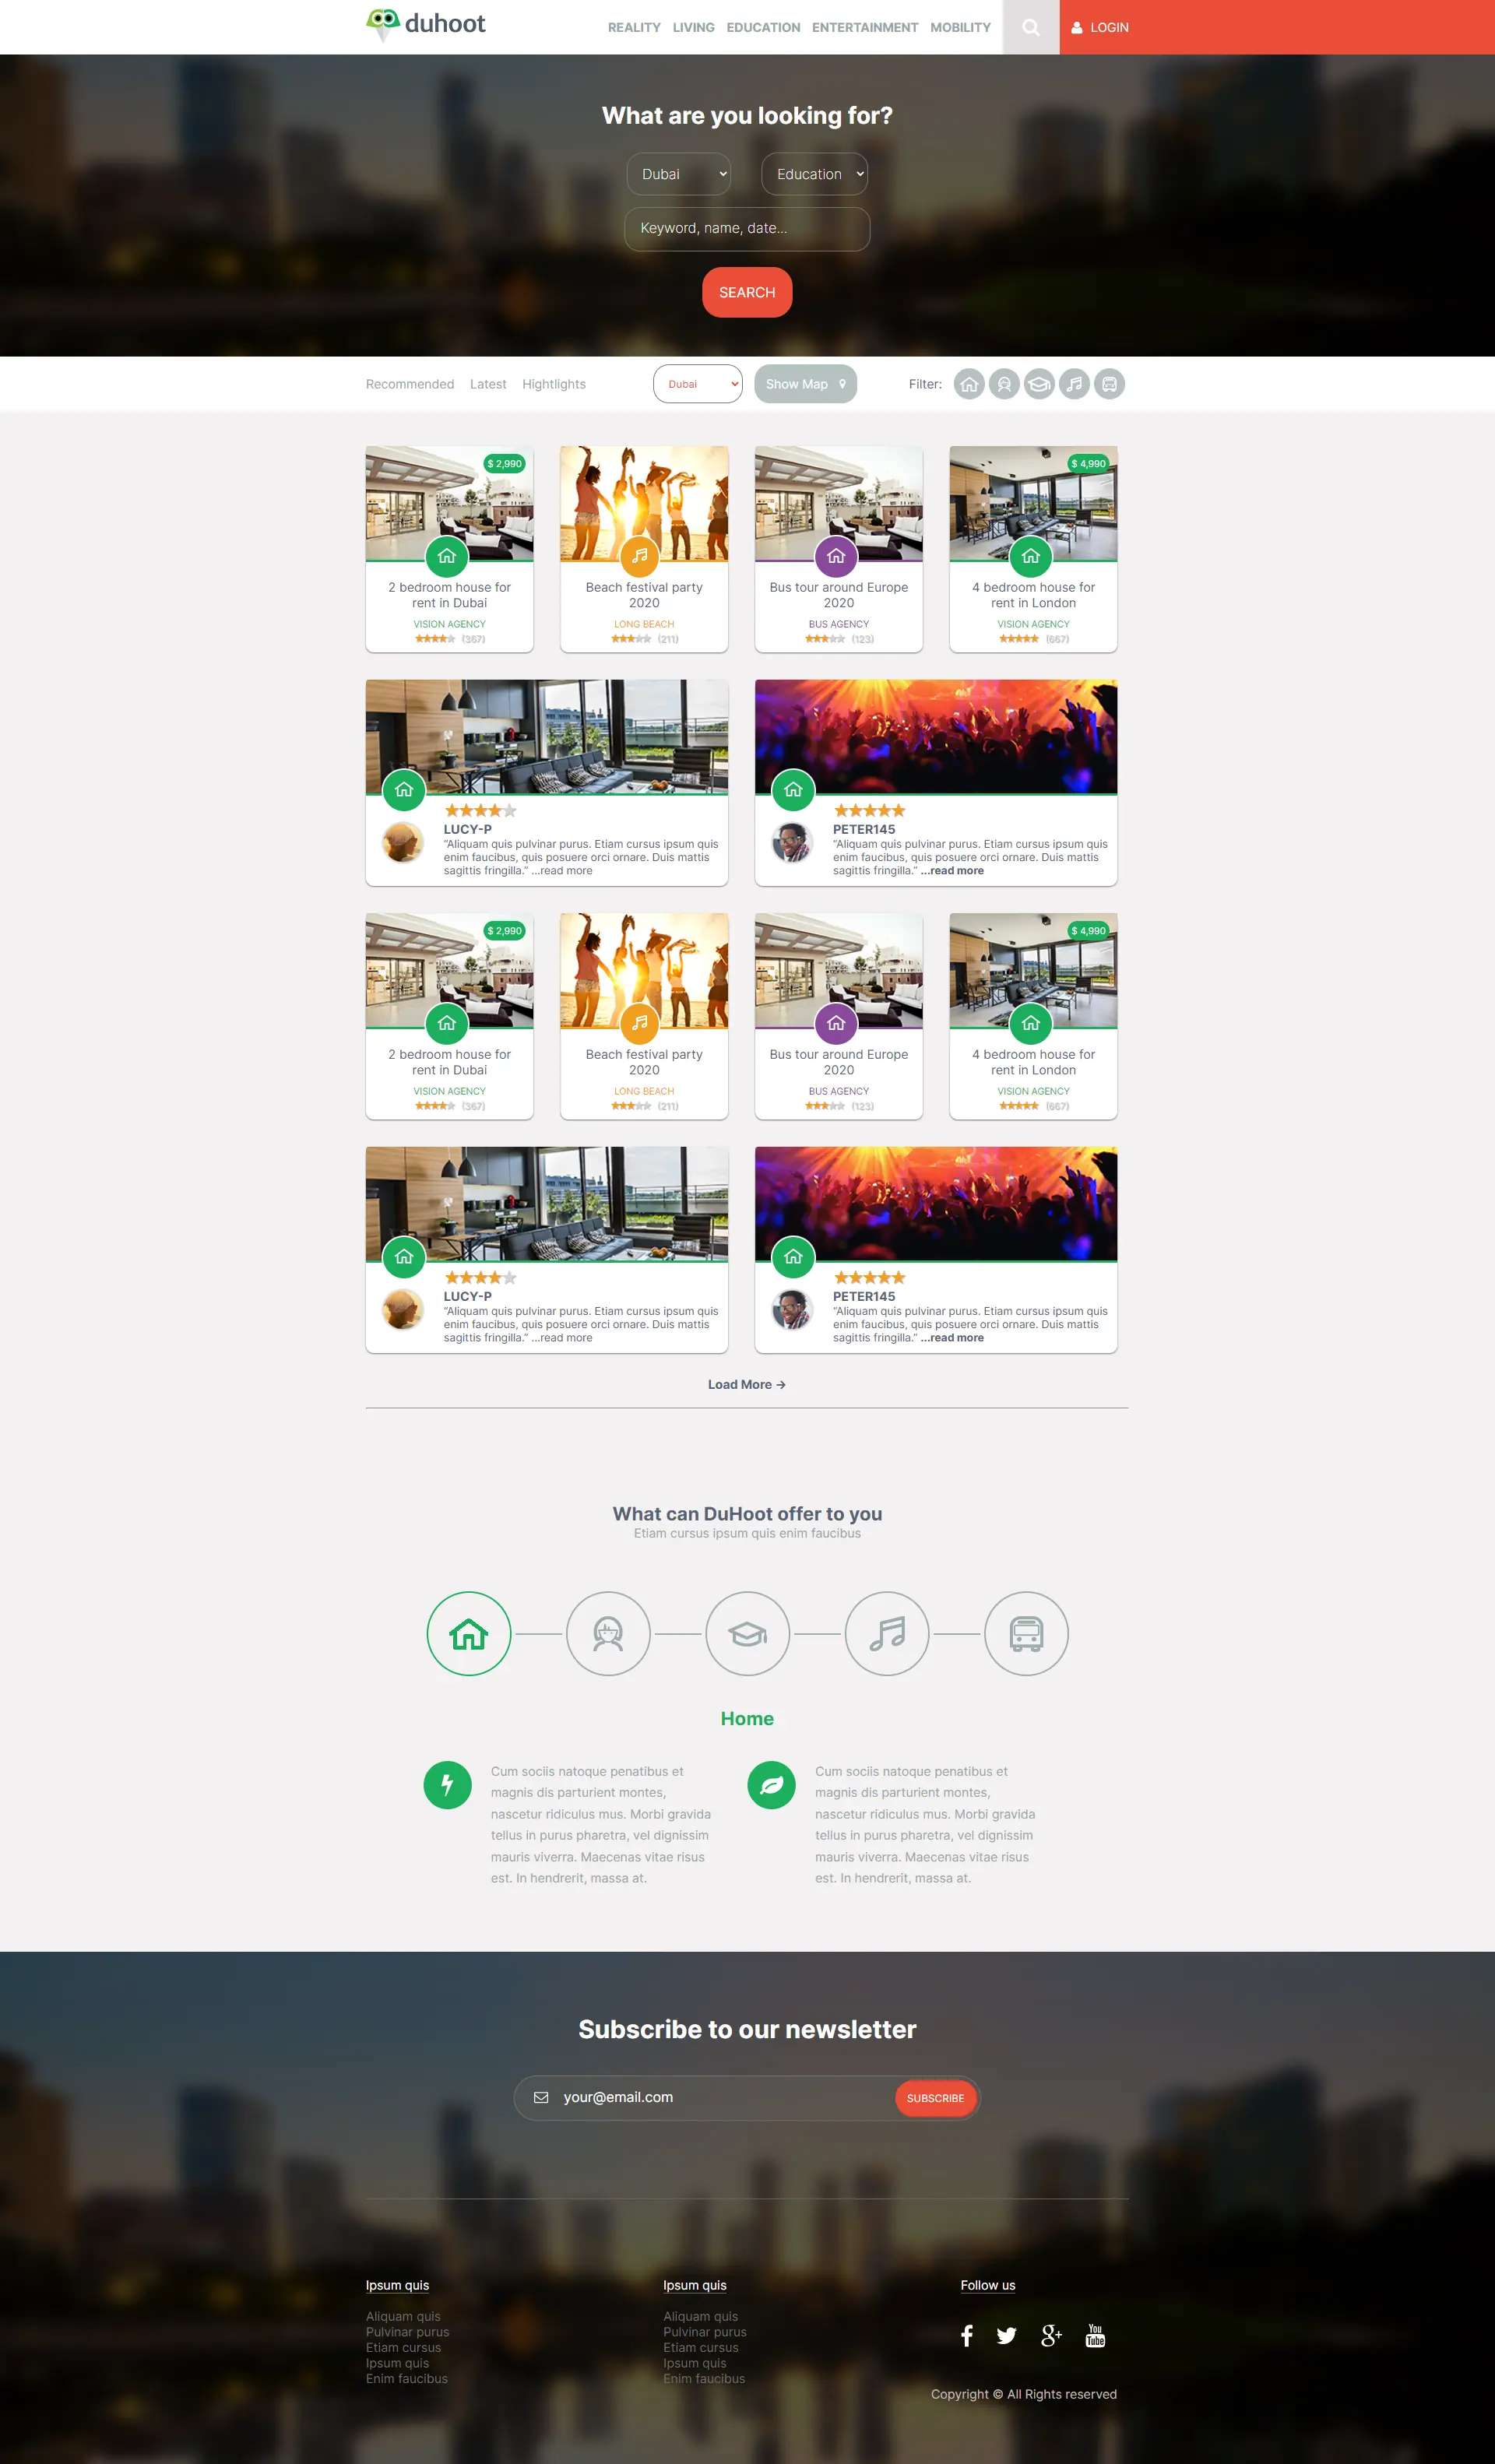 duhoot
REALITY LIVING EDUCATION ENTERTAINMENT MOBILITY LOGIN
What are you looking for?
Dubai Education
Keyword, name, date...
SEARCH
Recommended Latest Hightlights Dubai Show Map Filter:
$ 2,990 $ 4,990
2 bedroom house for rent in Dubai
VISION AGENCY
(367)
Beach festival party 2020
LONG BEACH
(211)
Bus tour around Europe 2020
BUS AGENCY
(123)
4 bedroom house for rent in London
VISION AGENCY
(667)
LUCY-P
“Aliquam quis pulvinar purus. Etiam cursus ipsum quis
enim faucibus, quis posuere orci ornare. Duis mattis
sagittis fringilla.” ...read more
PETER145
“Aliquam quis pulvinar purus. Etiam cursus ipsum quis
enim faucibus, quis posuere orci ornare. Duis mattis
sagittis fringilla.” ...read more
$ 2,990 $ 4,990
2 bedroom house for rent in Dubai
VISION AGENCY
(367)
Beach festival party 2020
LONG BEACH
(211)
Bus tour around Europe 2020
BUS AGENCY
(123)
4 bedroom house for rent in London
VISION AGENCY
(667)
LUCY-P
“Aliquam quis pulvinar purus. Etiam cursus ipsum quis
enim faucibus, quis posuere orci ornare. Duis mattis
sagittis fringilla.” ...read more
PETER145
“Aliquam quis pulvinar purus. Etiam cursus ipsum quis
enim faucibus, quis posuere orci ornare. Duis mattis
sagittis fringilla.” ...read more
Load More →
What can DuHoot offer to you
Etiam cursus ipsum quis enim faucibus
Home
Cum sociis natoque penatibus et
magnis dis parturient montes,
nascetur ridiculus mus. Morbi gravida
tellus in purus pharetra, vel dignissim
mauris viverra. Maecenas vitae risus
est. In hendrerit, massa at.
Cum sociis natoque penatibus et
magnis dis parturient montes,
nascetur ridiculus mus. Morbi gravida
tellus in purus pharetra, vel dignissim
mauris viverra. Maecenas vitae risus
est. In hendrerit, massa at.
Subscribe to our newsletter
your@email.com SUBSCRIBE
Ipsum quis
Aliquam quis
Pulvinar purus
Etiam cursus
Ipsum quis
Enim faucibus
Ipsum quis
Aliquam quis
Pulvinar purus
Etiam cursus
Ipsum quis
Enim faucibus
Follow us
You
Tube
Copyright © All Rights reserved